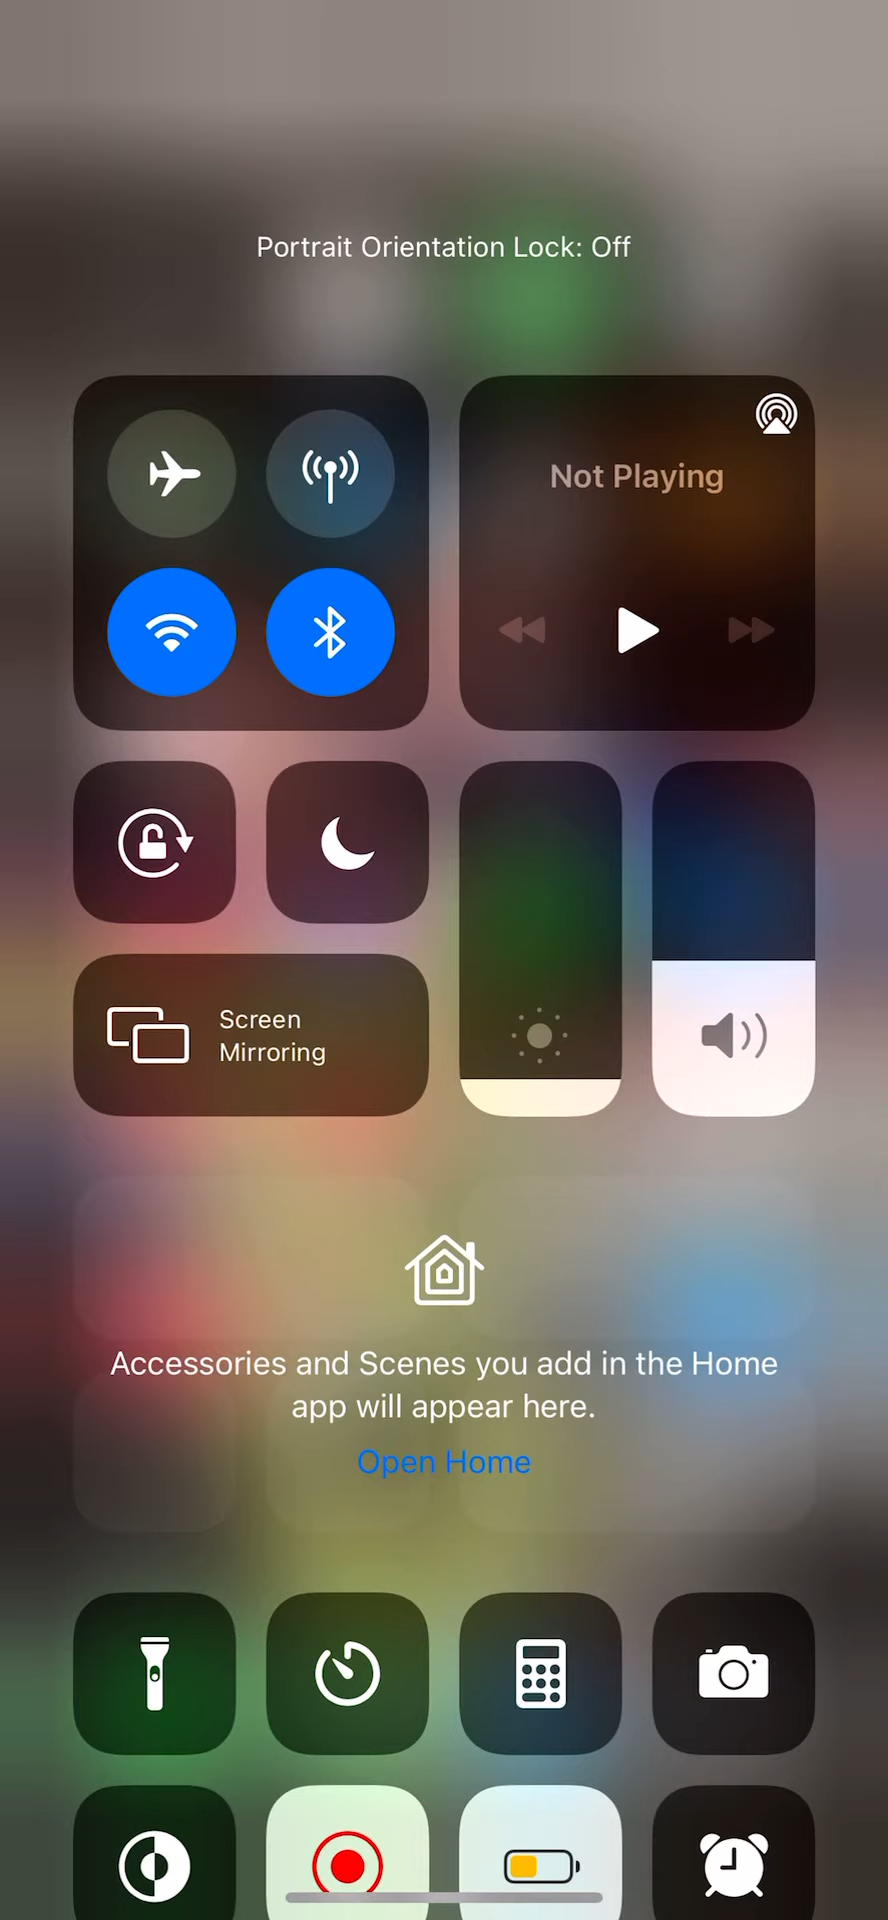 Portrait Orientation Lock: Off
Not Playing
Screen
Mirroring
Accessories and Scenes you add in the Home
app will appear here.
Open Home